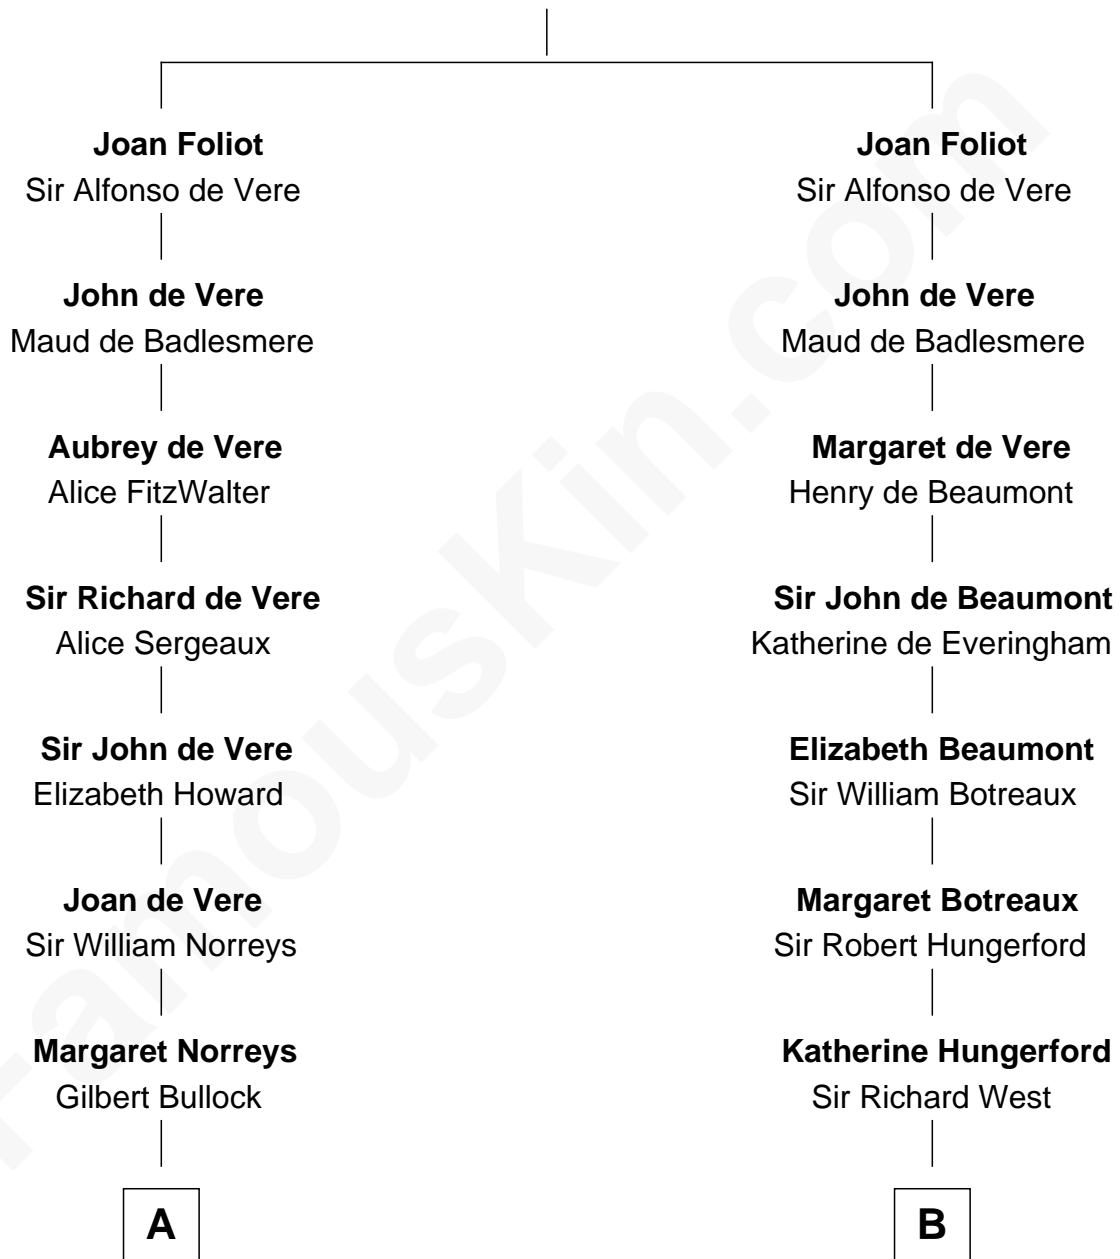 Joan Foliot
Sir Alfonso de Vere
John de Vere
Maud de Badlesmere
Aubrey de Vere
Alice FitzWalter
Sir Richard de Vere
Alice Sergeaux
Sir John de Vere
Elizabeth Howard
Joan de Vere
Sir William Norreys
Margaret Norreys
Gilbert Bullock
A
Joan Foliot
Sir Alfonso de Vere
John de Vere
Maud de Badlesmere
Margaret de Vere
Henry de Beaumont
Sir John de Beaumont
Katherine de Everingham
Elizabeth Beaumont
Sir William Botreaux
Margaret Botreaux
Sir Robert Hungerford
Katherine Hungerford
Sir Richard West
B
FamousKin.com